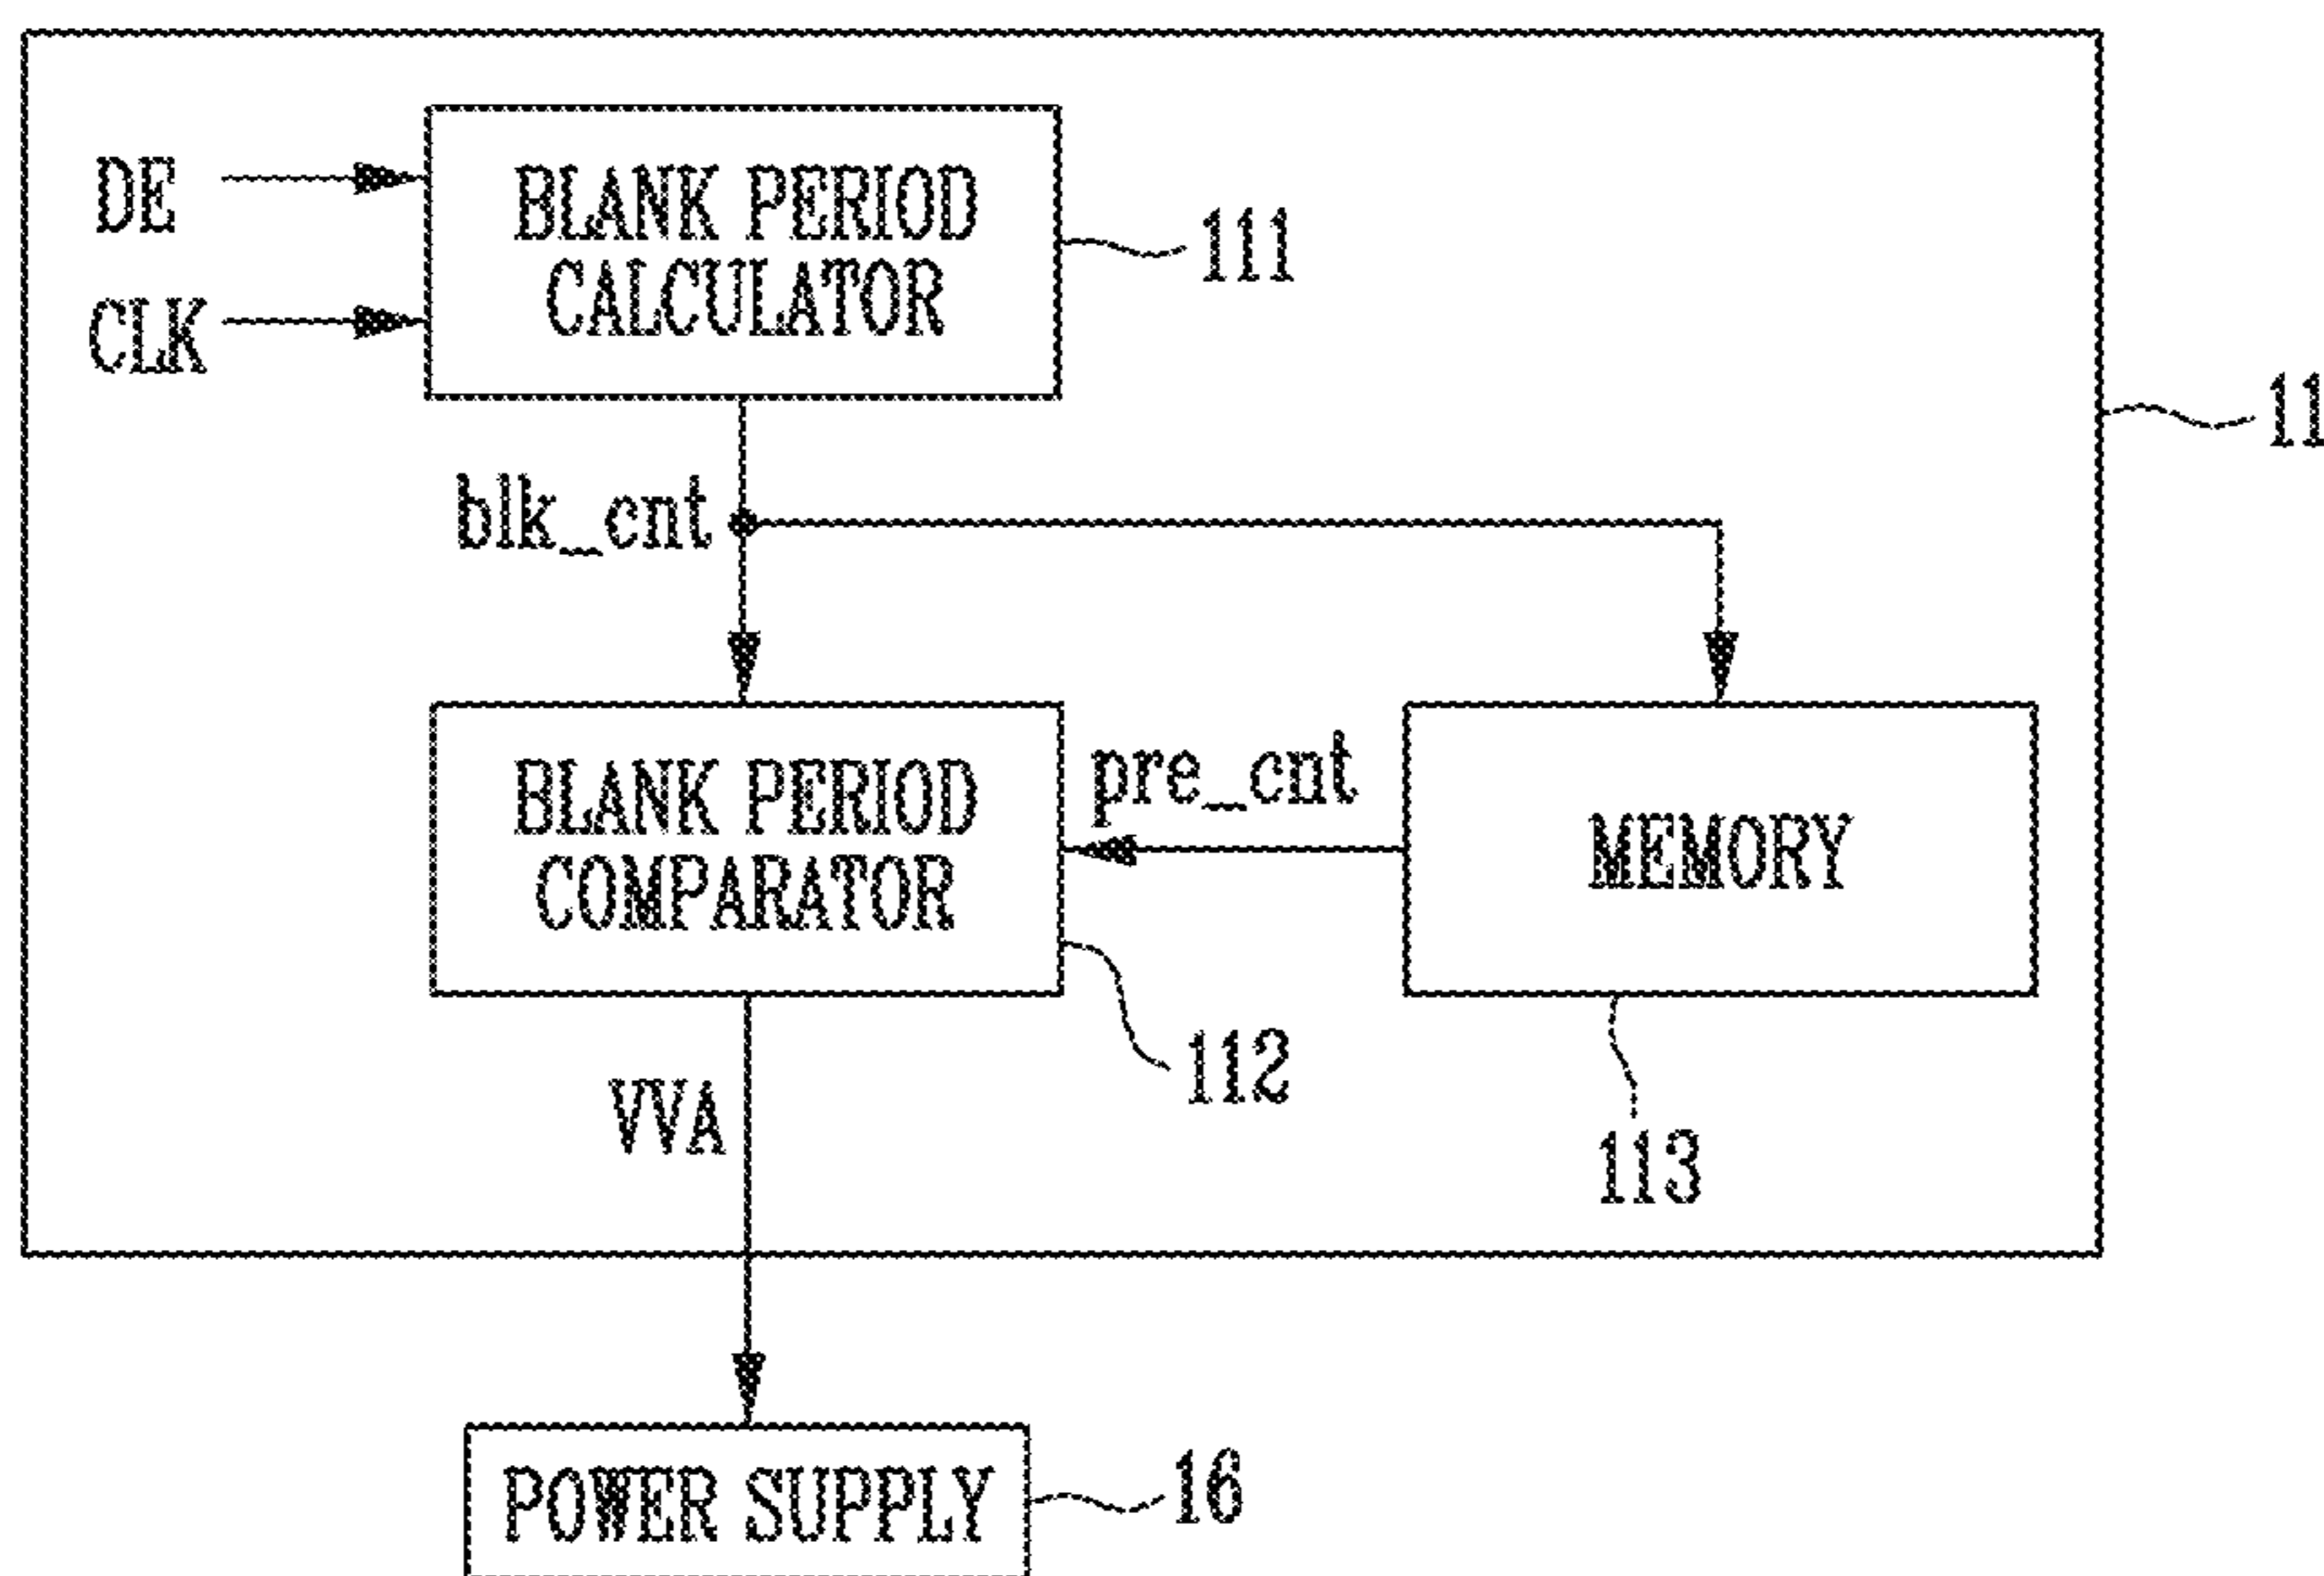 DE
CLK
BLANK PERIOD
CALCULATOR
111
11
blk_cnt
BLANK PERIOD
COMPARATOR
pre_cnt
MEMORY
112
VVA
113
POWER SUPPLY
16